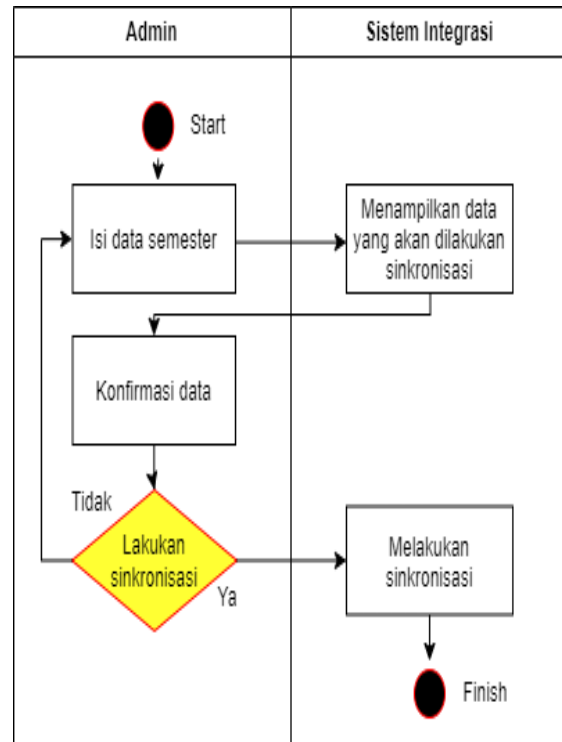 Admin
Sistem Integrasi
Start
Isi data semester
Menampilkan data
yang akan dilakukan
sinkronisasi
Konfirmasi data
Tidak
Lakukan
sinkronisasi
Ya
Melakukan
sinkronisasi
Finish